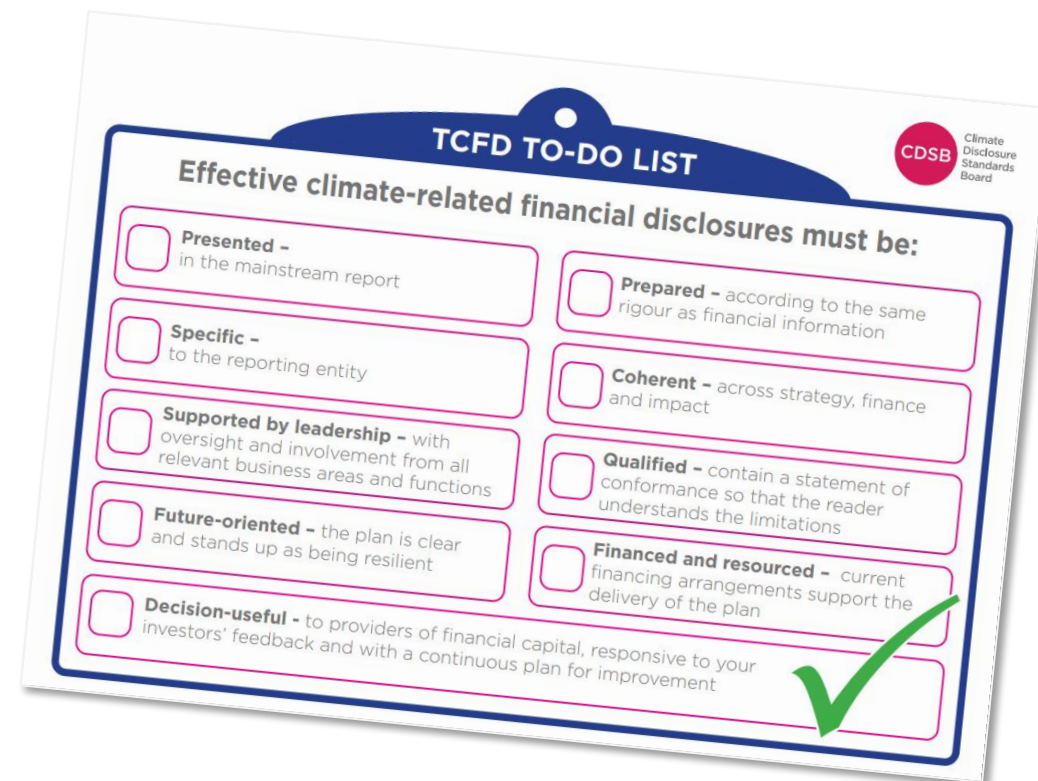 TCFD TO-DO LIST
CDSB
Climate
Disclosure
Standards
Board
Effective climate-related financial disclosures must be:
Presented –
in the mainstream report
Prepared – according to the same
rigour as financial information
Specific –
to the reporting entity
Coherent – across strategy, finance
and impact
Supported by leadership – with
oversight and involvement from all
relevant business areas and functions
Qualified – contain a statement of
conformance so that the reader
understands the limitations
Future-oriented – the plan is clear
and stands up as being resilient
Financed and resourced – current
financing arrangements support the
delivery of the plan
Decision-useful - to providers of financial capital, responsive to your
investors' feedback and with a continuous plan for improvement